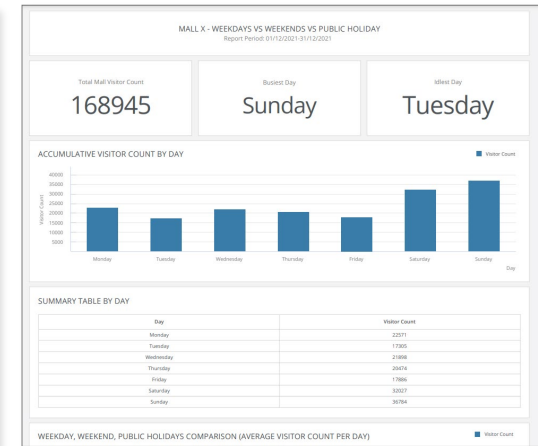 MALL X - WEEKDAYS VS WEEKENDS VS PUBLIC HOLIDAY
Report Period: 01/12/2021-31/12/2021
Total Mall Visitor Count
168945
Busiest Day
Sunday
Idlest Day
Tuesday
ACCUMULATIVE VISITOR COUNT BY DAY
Visitor Count
40000
35000
30000
25000
20000
15000
10000
5000
Visitor Count
Monday Tuesday Wednesday Thursday Friday Saturday Sunday
Day
SUMMARY TABLE BY DAY
Day Visitor Count
Monday 22571
Tuesday 17305
Wednesday 21898
Thursday 20474
Friday 17886
Saturday 32027
Sunday 36784
WEEKDAY, WEEKEND, PUBLIC HOLIDAYS COMPARISON (AVERAGE VISITOR COUNT PER DAY)
Visitor Count